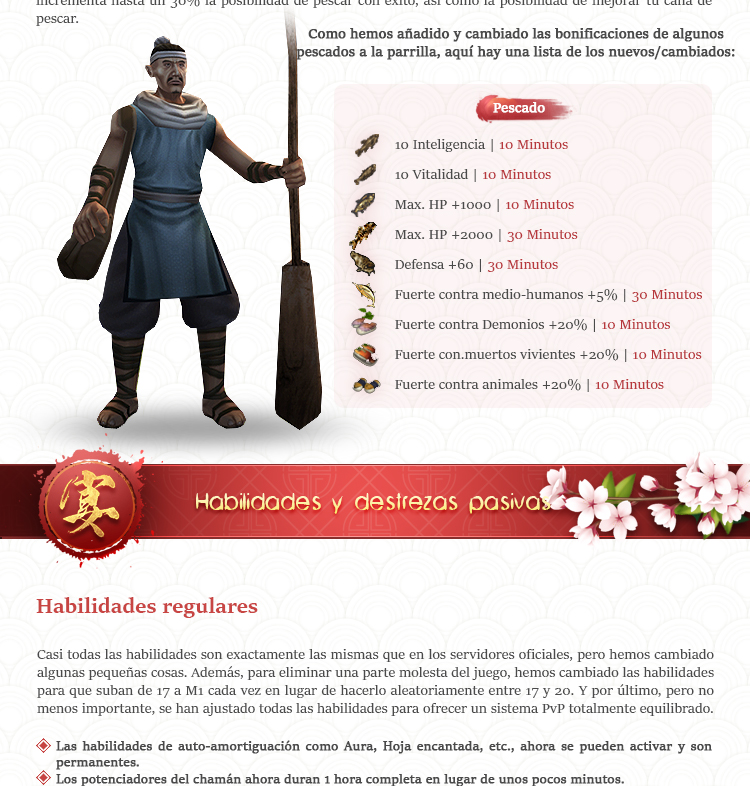 incrementa hasta un 30% la posibilidad de pescar con éxito, así como la posibilidad de mejorar tu caña de
pescar.
Como hemos añadido y cambiado las bonificaciones de algunos
pescados a la parrilla, aquí hay una lista de los nuevos/cambiados:
Pescado
10 Inteligencia | 10 Minutos
10 Vitalidad | 10 Minutos
Max. HP +1000 | 10 Minutos
Max. HP +2000 | 30 Minutos
Defensa +60 | 30 Minutos
Fuerte contra medio-humanos +5% | 30 Minutos
Fuerte contra Demonios +20% | 10 Minutos
Fuerte con.muertos vivientes +20% | 10 Minutos
Fuerte contra animales +20% | 10 Minutos
Habilidades y destrezas pasivas
Habilidades regulares
Casi todas las habilidades son exactamente las mismas que en los servidores oficiales, pero hemos cambiado
algunas pequeñas cosas. Además, para eliminar una parte molesta del juego, hemos cambiado las habilidades
para que suban de 17 a M1 cada vez en lugar de hacerlo aleatoriamente entre 17 y 20. Y por último, pero no
menos importante, se han ajustado todas las habilidades para ofrecer un sistema PvP totalmente equilibrado.
Las habilidades de auto-amortiguación como Aura, Hoja encantada, etc., ahora se pueden activar y son
permanentes.
Los potenciadores del chamán ahora duran 1 hora completa en lugar de unos pocos minutos.